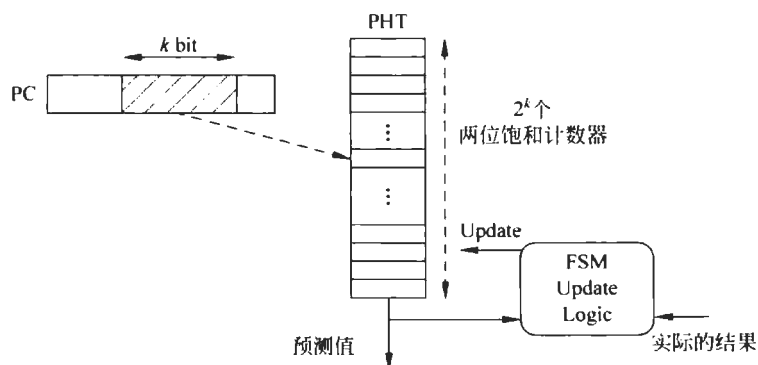 PHT
k bit
PC
2^k个
两位饱和计数器
⋮
⋮
Update
FSM
Update
Logic
预测值
实际的结果